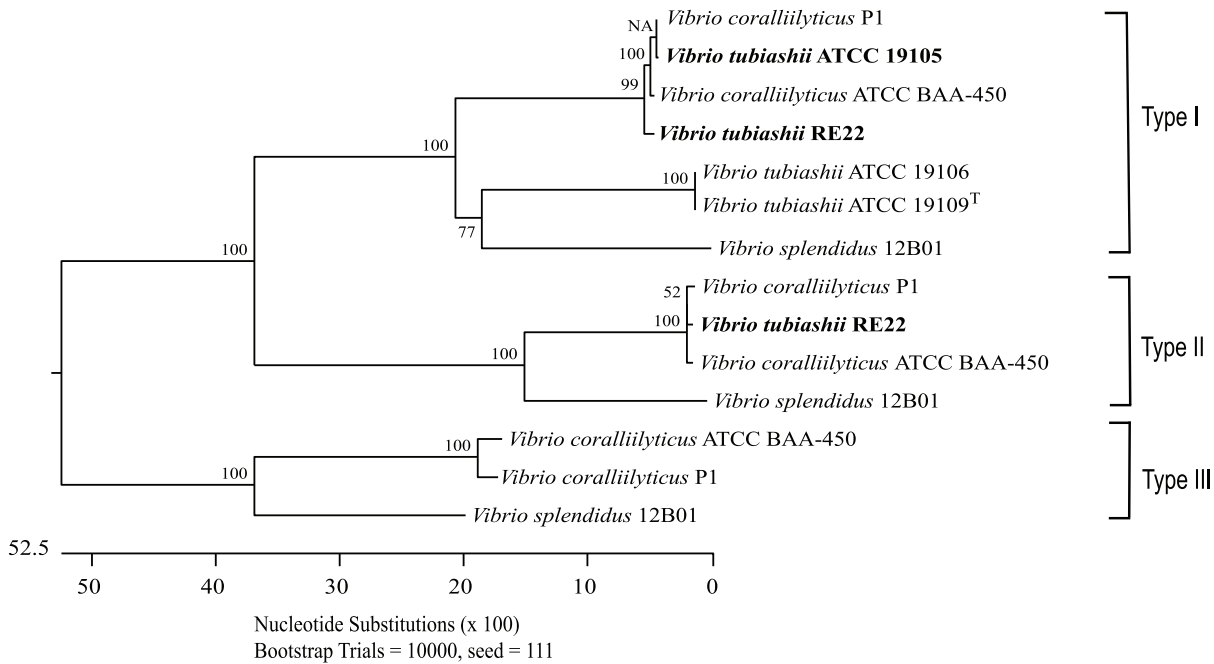 Vibrio coralliilyticus P1
NA
Vibrio tubiashii ATCC 19105
100
Vibrio coralliilyticus ATCC BAA-450
99
Type I
Vibrio tubiashii RE22
100
Vibrio tubiashii ATCC 19106
100
Vibrio tubiashii ATCC 19109T
77
Vibrio splendidus 12B01
100
Vibrio coralliilyticus P1
52
Vibrio tubiashii RE22
100
Type II
100
Vibrio coralliilyticus ATCC BAA-450
Vibrio splendidus 12B01
Vibrio coralliilyticus ATCC BAA-450
100
Vibrio coralliilyticus P1
100
Type III
Vibrio splendidus 12B01
52.5
50 40 30 20 10 0
Nucleotide Substitutions (x 100)
Bootstrap Trials = 10000, seed = 111